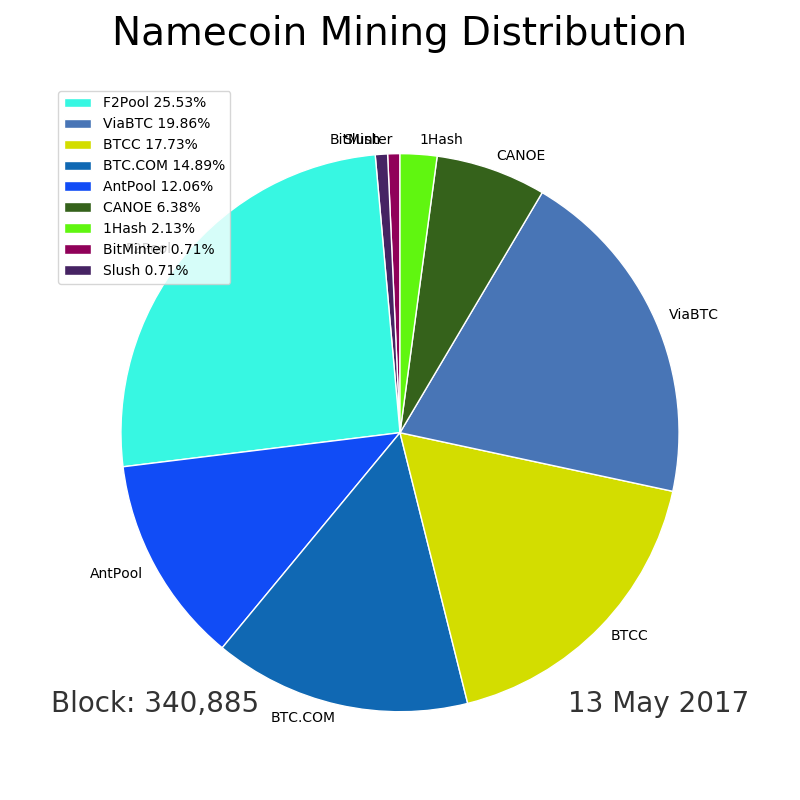 Namecoin Mining Distribution
F2Pool 25.53%
ViaBTC 19.86%
BTCC 17.73%
BTC.COM 14.89%
AntPool 12.06%
CANOE 6.38%
1Hash 2.13%
BitMinter 0.71%
Slush 0.71%
BitMinter
Slush
1Hash
CANOE
ViaBTC
BTCC
AntPool
BTC.COM
Block: 340,885
13 May 2017